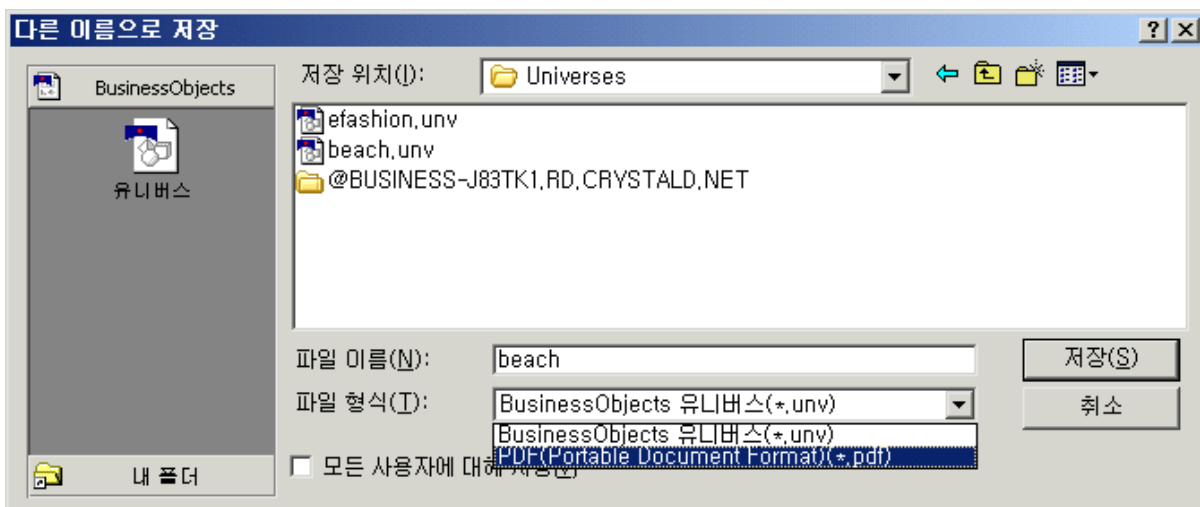 다른 이름으로 저장
BusinessObjects
유니버스
내 폴더
저장 위치(I):
Universes
efashion,unv
beach,unv
@BUSINESS-J83TK1,RD,CRYSTALD,NET
파일 이름(N):
beach
저장(S)
파일 형식(T):
BusinessObjects 유니버스(*,unv)
취소
BusinessObjects 유니버스(*,unv)
PDF(Portable Document Format)(*,pdf)
모든 사용자에 대해